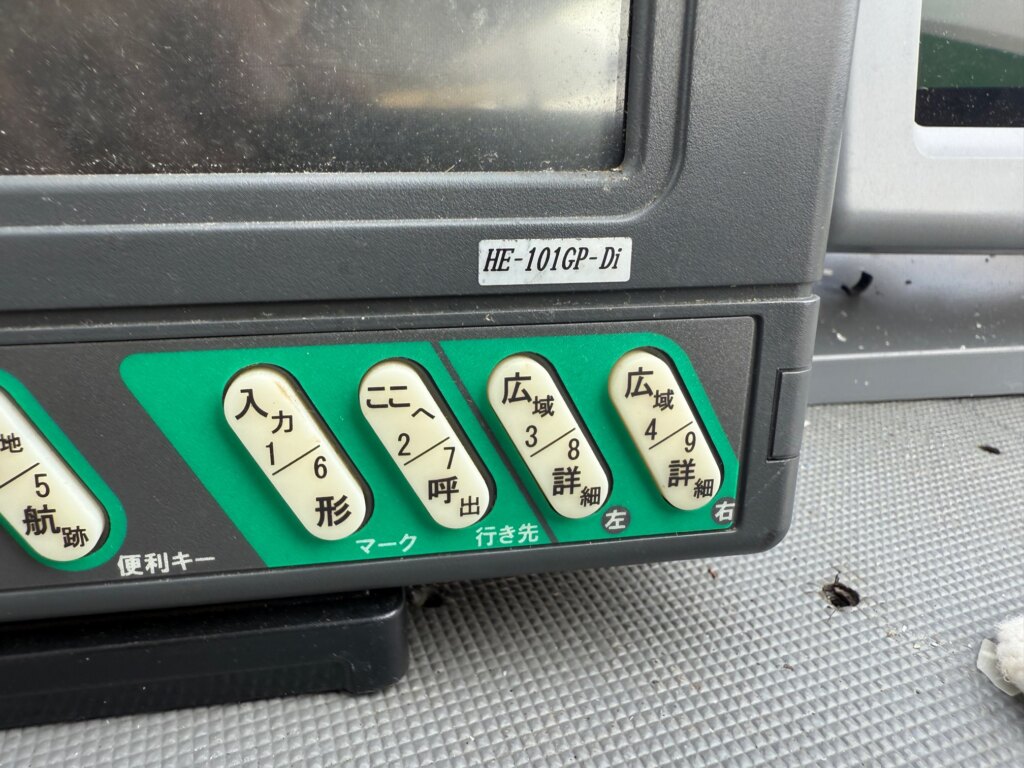 HE-101GP-Di
地
5
航跡
便利キー
入力
1/6
形
マーク
ここへ
2/7
呼出
行き先
広域
3/8
詳細
左
広域
4/9
詳細
右